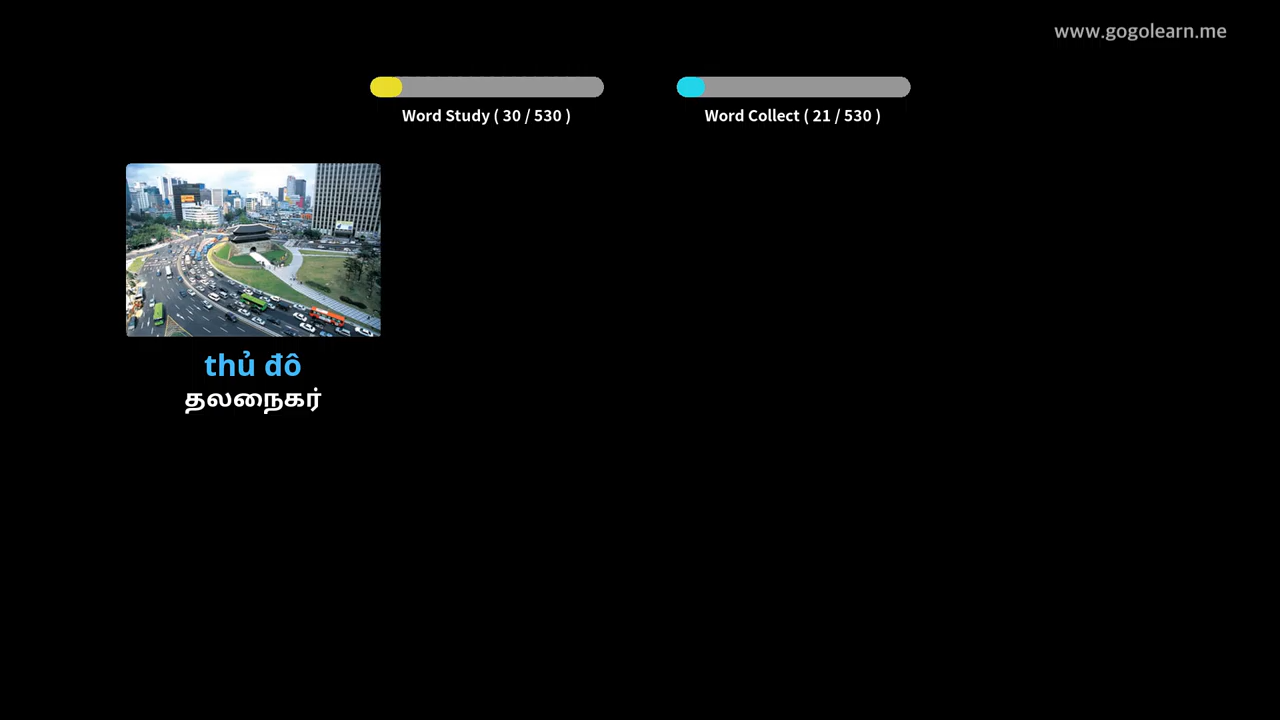 www.gogolearn.me
Word Study ( 30 / 530 )
Word Collect ( 21 / 530 )
thủ đô
தலைநகர்